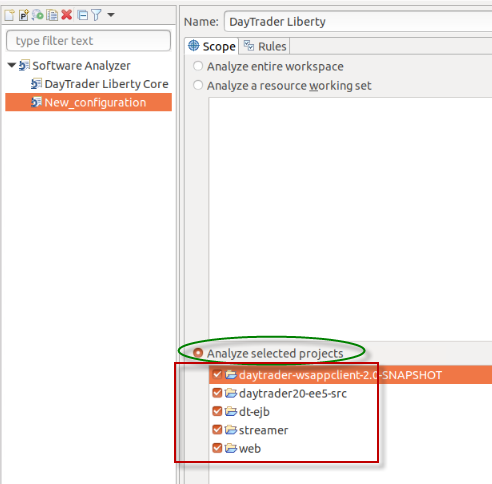 Name: DayTrader Liberty
type filter text
Software Analyzer
DayTrader Liberty Core
New_configuration
Scope Rules
Analyze entire workspace
Analyze a resource working set
Analyze selected projects
daytrader-wsappclient-2.0-SNAPSHOT
daytrader20-ee5-src
dt-ejb
streamer
web